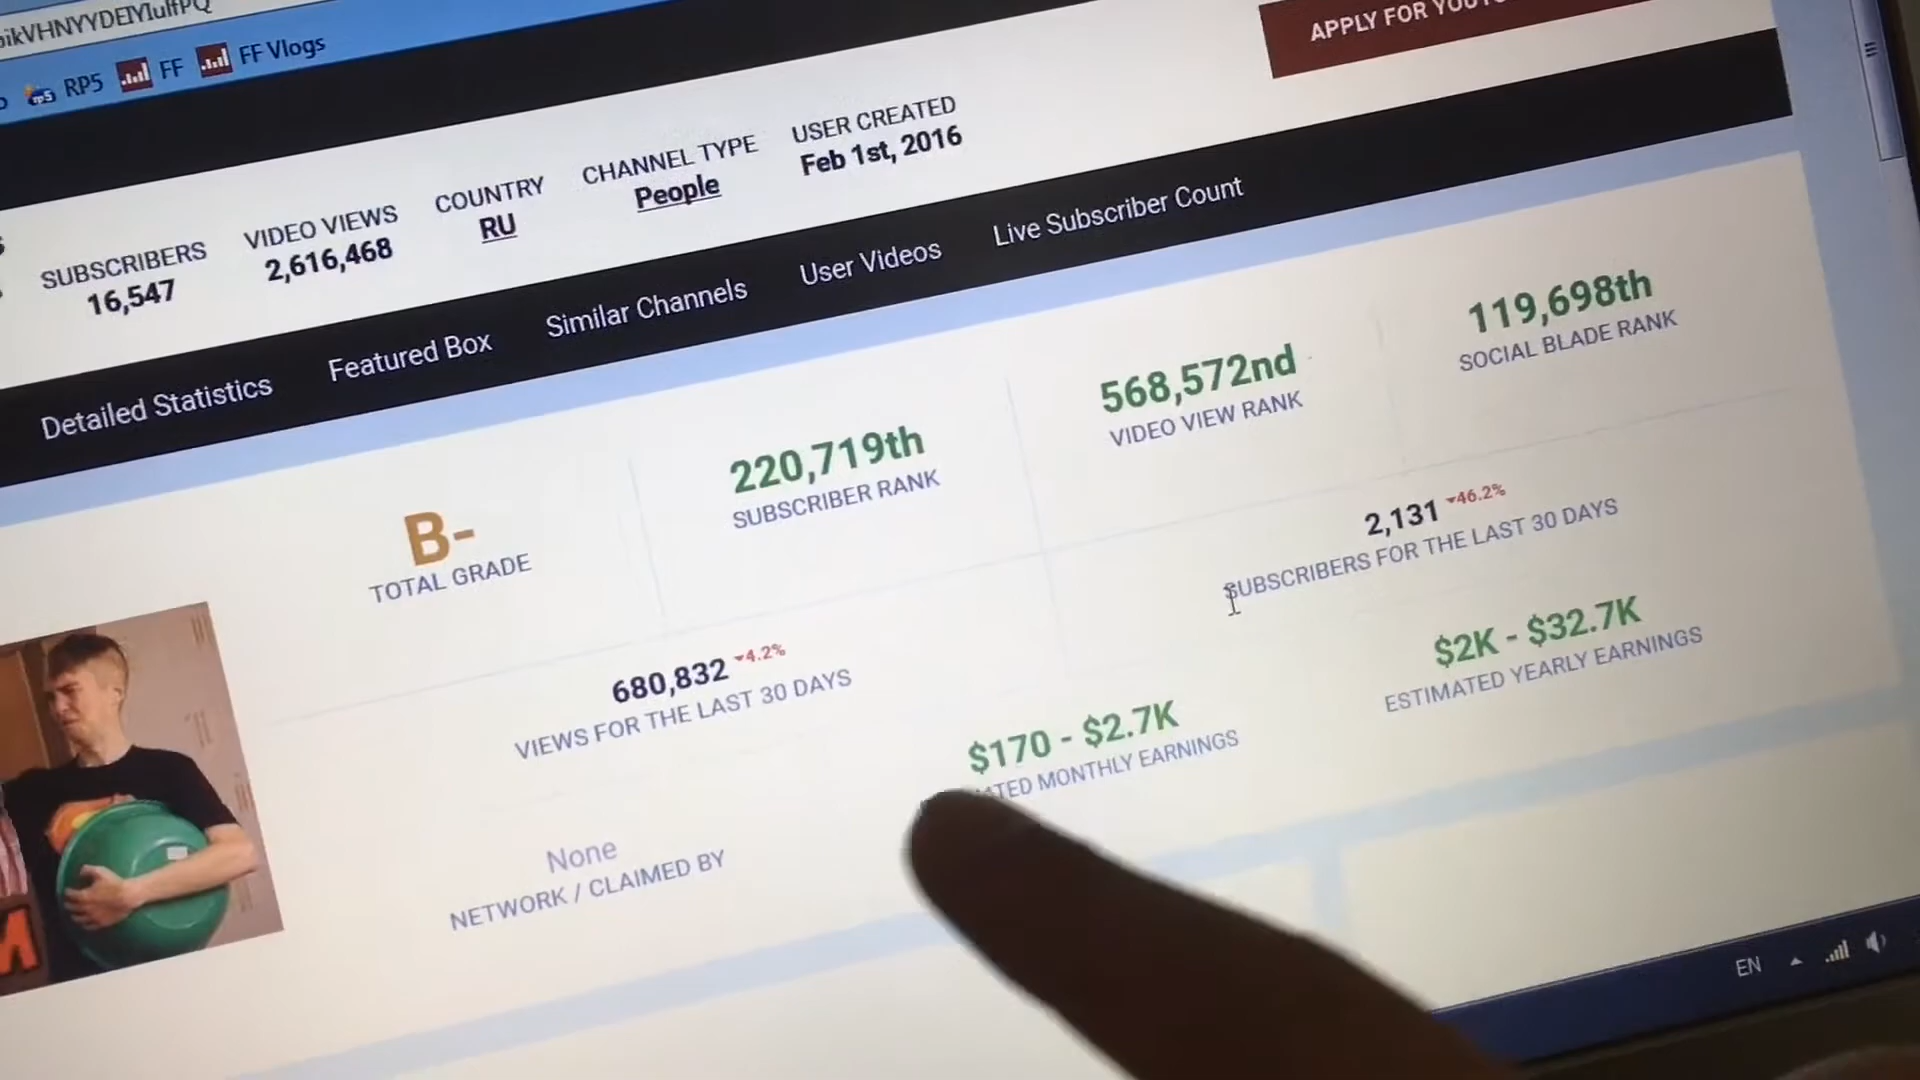 RP5 FF FF Vlogs
APPLY FOR
SUBSCRIBERS
16,547
VIDEO VIEWS
2,616,468
COUNTRY
RU
CHANNEL TYPE
People
USER CREATED
Feb 1st, 2016
Detailed Statistics
Featured Box
Similar Channels
User Videos
Live Subscriber Count
B-
TOTAL GRADE
220,719th
SUBSCRIBER RANK
568,572nd
VIDEO VIEW RANK
119,698th
SOCIAL BLADE RANK
680,832 4.2%
VIEWS FOR THE LAST 30 DAYS
2,131 46.2%
SUBSCRIBERS FOR THE LAST 30 DAYS
$170 - $2.7K
MONTHLY EARNINGS
$2K - $32.7K
ESTIMATED YEARLY EARNINGS
None
NETWORK / CLAIMED BY
EN